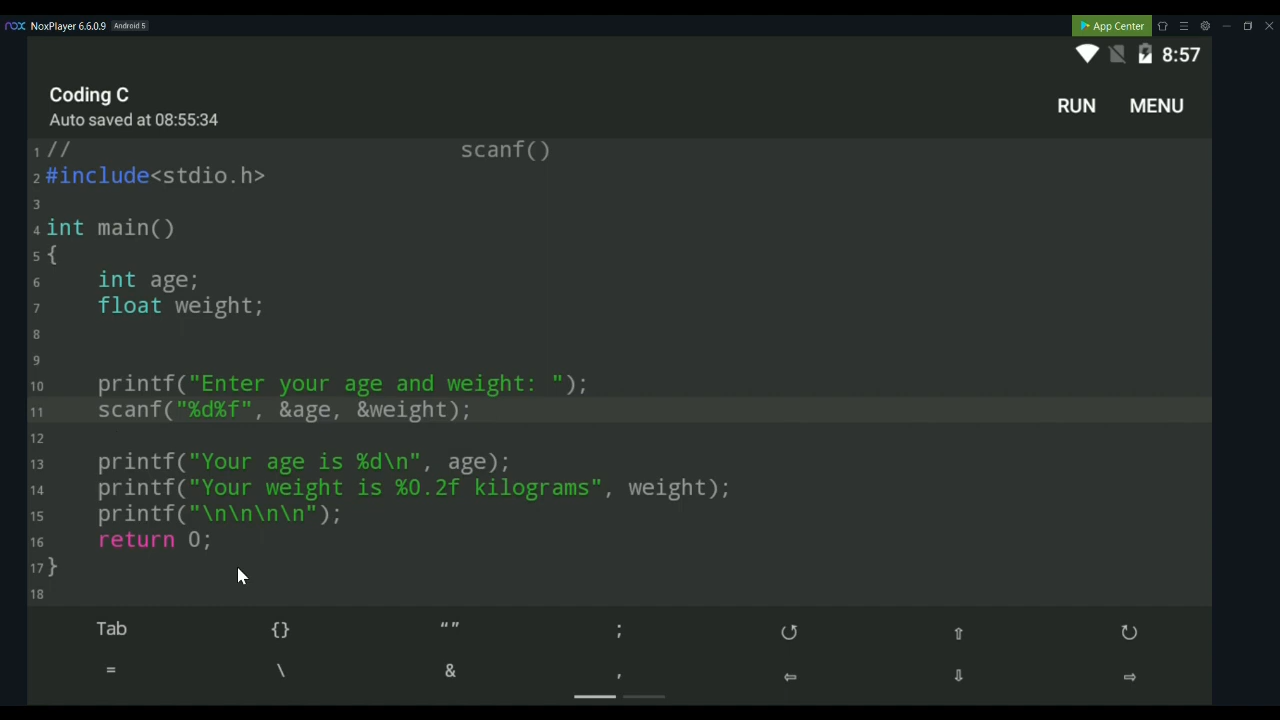 nox NoxPlayer 6.6.0.9 Android 5 App Center
8:57
Coding C
Auto saved at 08:55:34
RUN MENU
1 // scanf()
2 #include<stdio.h>
3
4 int main()
5 {
6 int age;
7 float weight;
8
9
10 printf("Enter your age and weight: ");
11 scanf("%d%f", &age, &weight);
12
13 printf("Your age is %d\n", age);
14 printf("Your weight is %0.2f kilograms", weight);
15 printf("\n\n\n\n");
16 return 0;
17 }
18
Tab {} “” ; ↺ ⇧ ↻
= \ & , ⇦ ⇩ ⇨